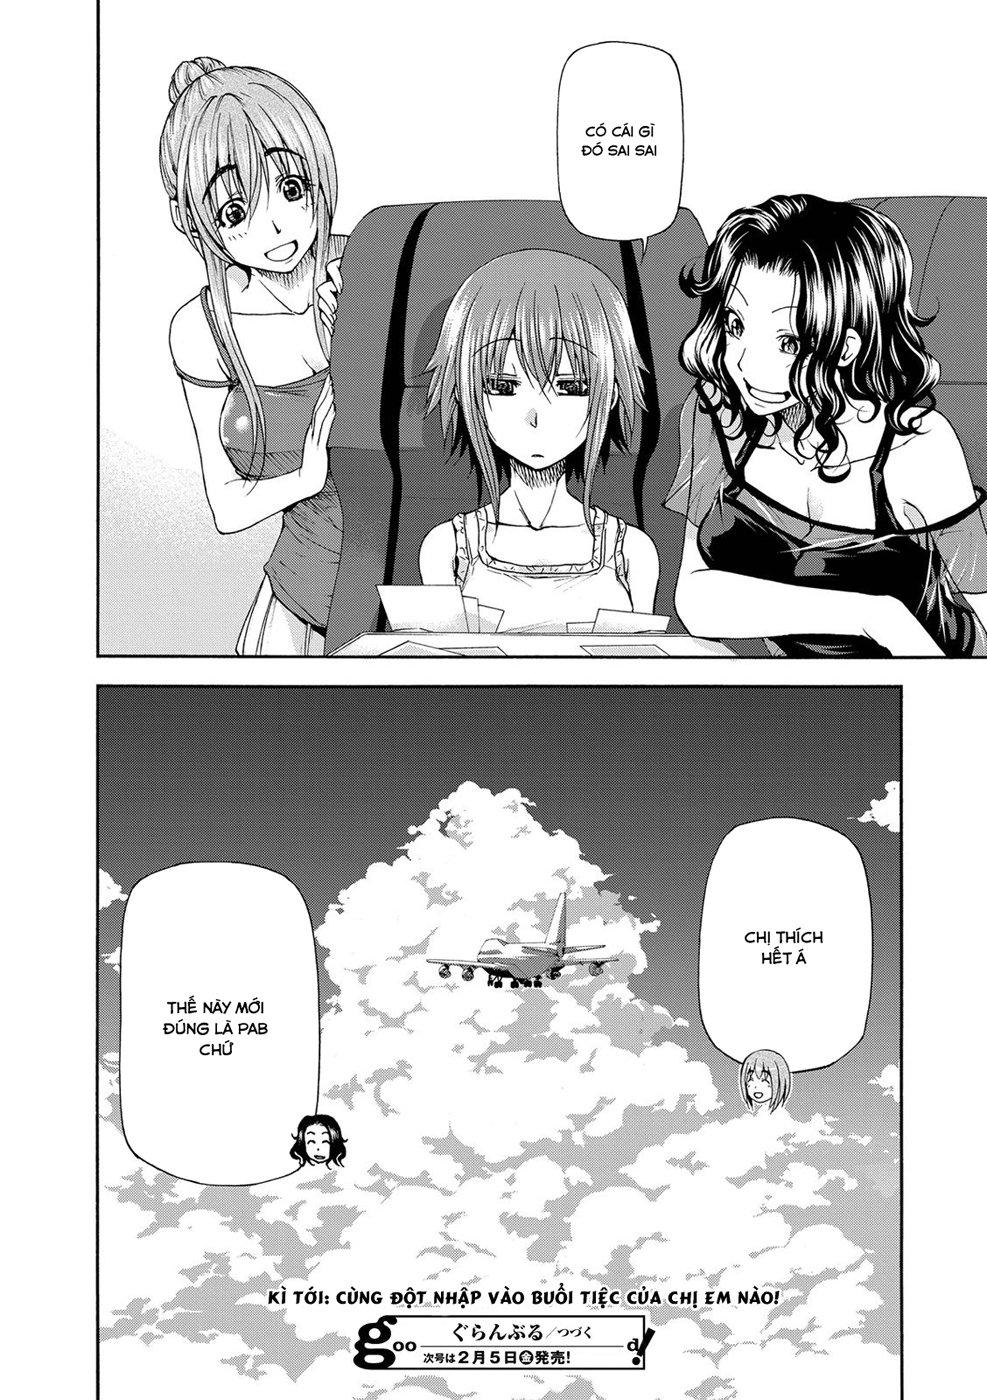 CÓ CÁI GÌ
ĐÓ SAI SAI
CHỊ THÍCH
HẾT Á
THẾ NÀY MỚI
ĐÚNG LÀ PAB
CHỨ
KÌ TỚI: CÙNG ĐỘT NHẬP VÀO BUỔI TIỆC CỦA CHỊ EM NÀO!
good!
ぐらんぶる／つづく
次号は2月5日㊎発売!